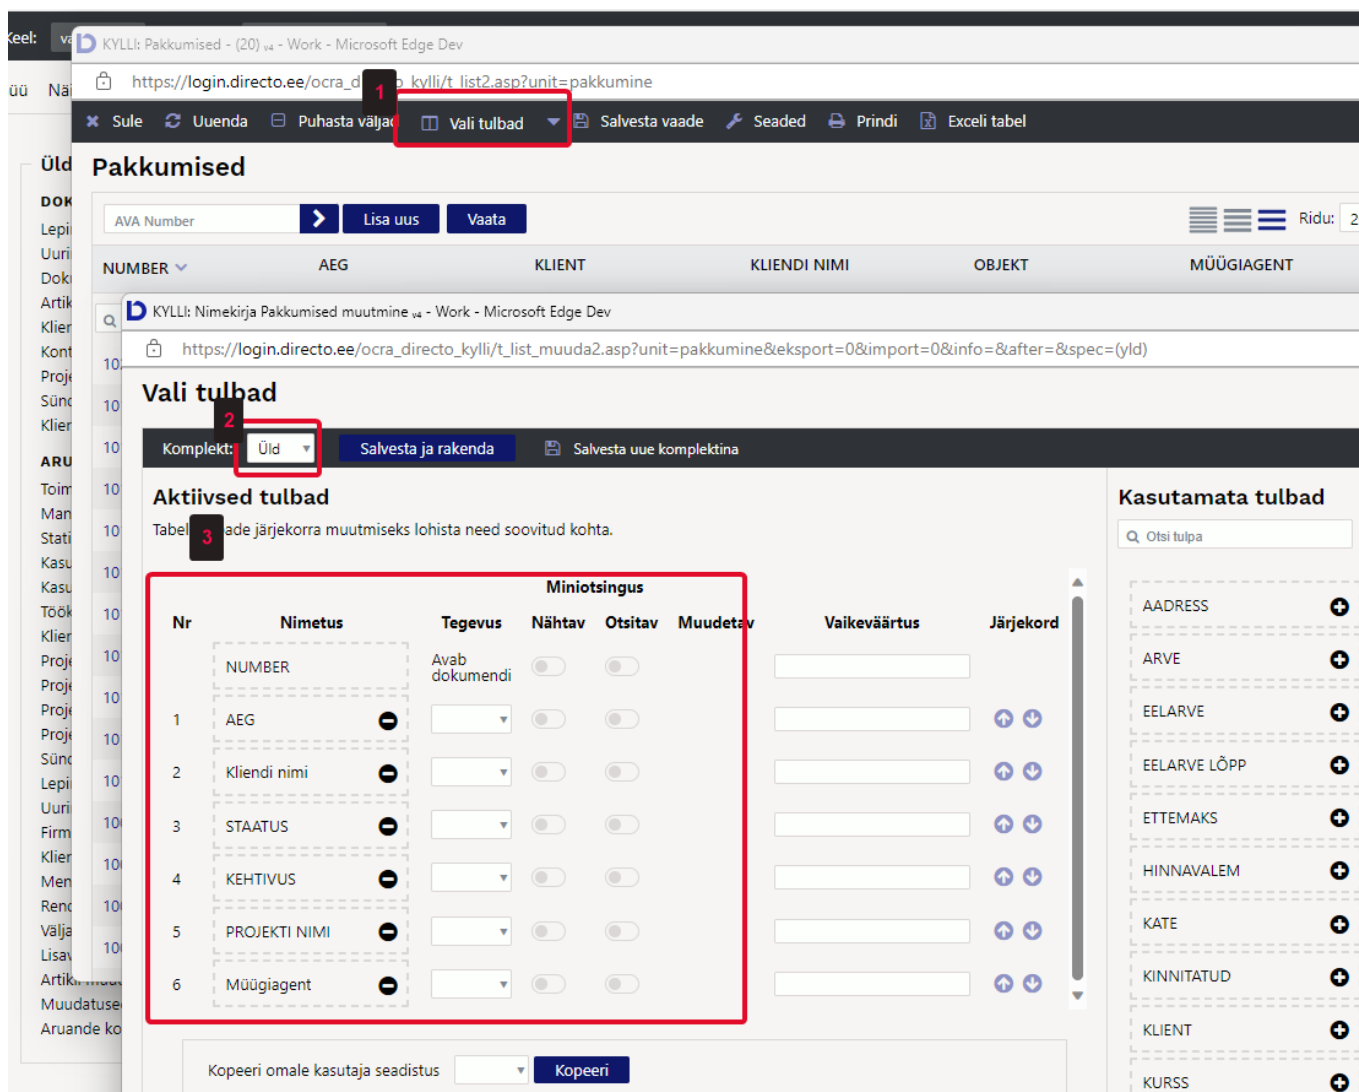 Keel:
KYLLI: Pakkumised - (20) v4 - Work - Microsoft Edge Dev
https://login.directo.ee/ocra_d kylli/t_list2.asp?unit=pakkumine
1
Sule Uuenda Puhasta väljad Vali tulbad Salvesta vaade Seaded Prindi Exceli tabel
Pakkumised
AVA Number Lisa uus Vaata Ridu: 2
NUMBER AEG KLIENT KLIENDI NIMI OBJEKT MÜÜGIAGENT
KYLLI: Nimekirja Pakkumised muutmine v4 - Work - Microsoft Edge Dev
https://login.directo.ee/ocra_directo_kylli/t_list_muuda2.asp?unit=pakkumine&eksport=0&import=0&info=&after=&spec=(yld)
Vali tulbad
2
Komplekt: Üld Salvesta ja rakenda Salvesta uue komplektina
Aktiivsed tulbad
3
järjekorra muutmiseks lohista need soovitud kohta.
Miniotsingus
Nr Nimetus Tegevus Nähtav Otsitav Muudetav Vaikeväärtus Järjekord
NUMBER Avab dokumendi
1 AEG
2 Kliendi nimi
3 STAATUS
4 KEHTIVUS
5 PROJEKTI NIMI
6 Müügiagent
Kopeeri omale kasutaja seadistus Kopeeri
Kasutamata tulbad
Otsi tulpa
AADRESS
ARVE
EELARVE
EELARVE LÕPP
ETTEMAKS
HINNAVALEM
KATE
KINNITATUD
KLIENT
KURSS